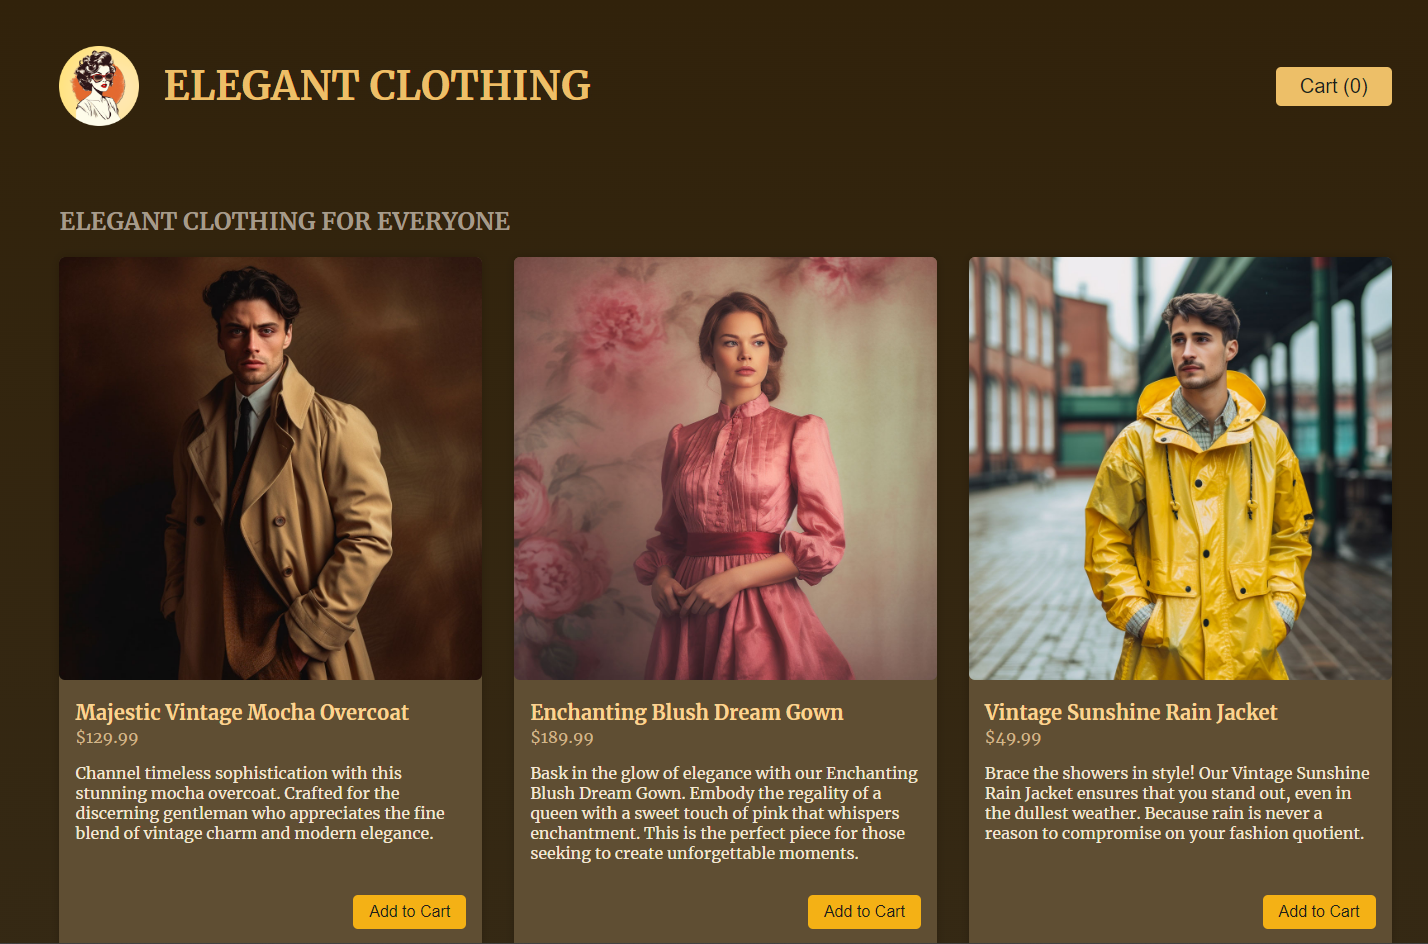 ELEGANT CLOTHING
Cart (0)
ELEGANT CLOTHING FOR EVERYONE
Majestic Vintage Mocha Overcoat
$129.99
Channel timeless sophistication with this
stunning mocha overcoat. Crafted for the
discerning gentleman who appreciates the fine
blend of vintage charm and modern elegance.
Add to Cart
Enchanting Blush Dream Gown
$189.99
Bask in the glow of elegance with our Enchanting
Blush Dream Gown. Embody the regality of a
queen with a sweet touch of pink that whispers
enchantment. This is the perfect piece for those
seeking to create unforgettable moments.
Add to Cart
Vintage Sunshine Rain Jacket
$49.99
Brace the showers in style! Our Vintage Sunshine
Rain Jacket ensures that you stand out, even in
the dullest weather. Because rain is never a
reason to compromise on your fashion quotient.
Add to Cart